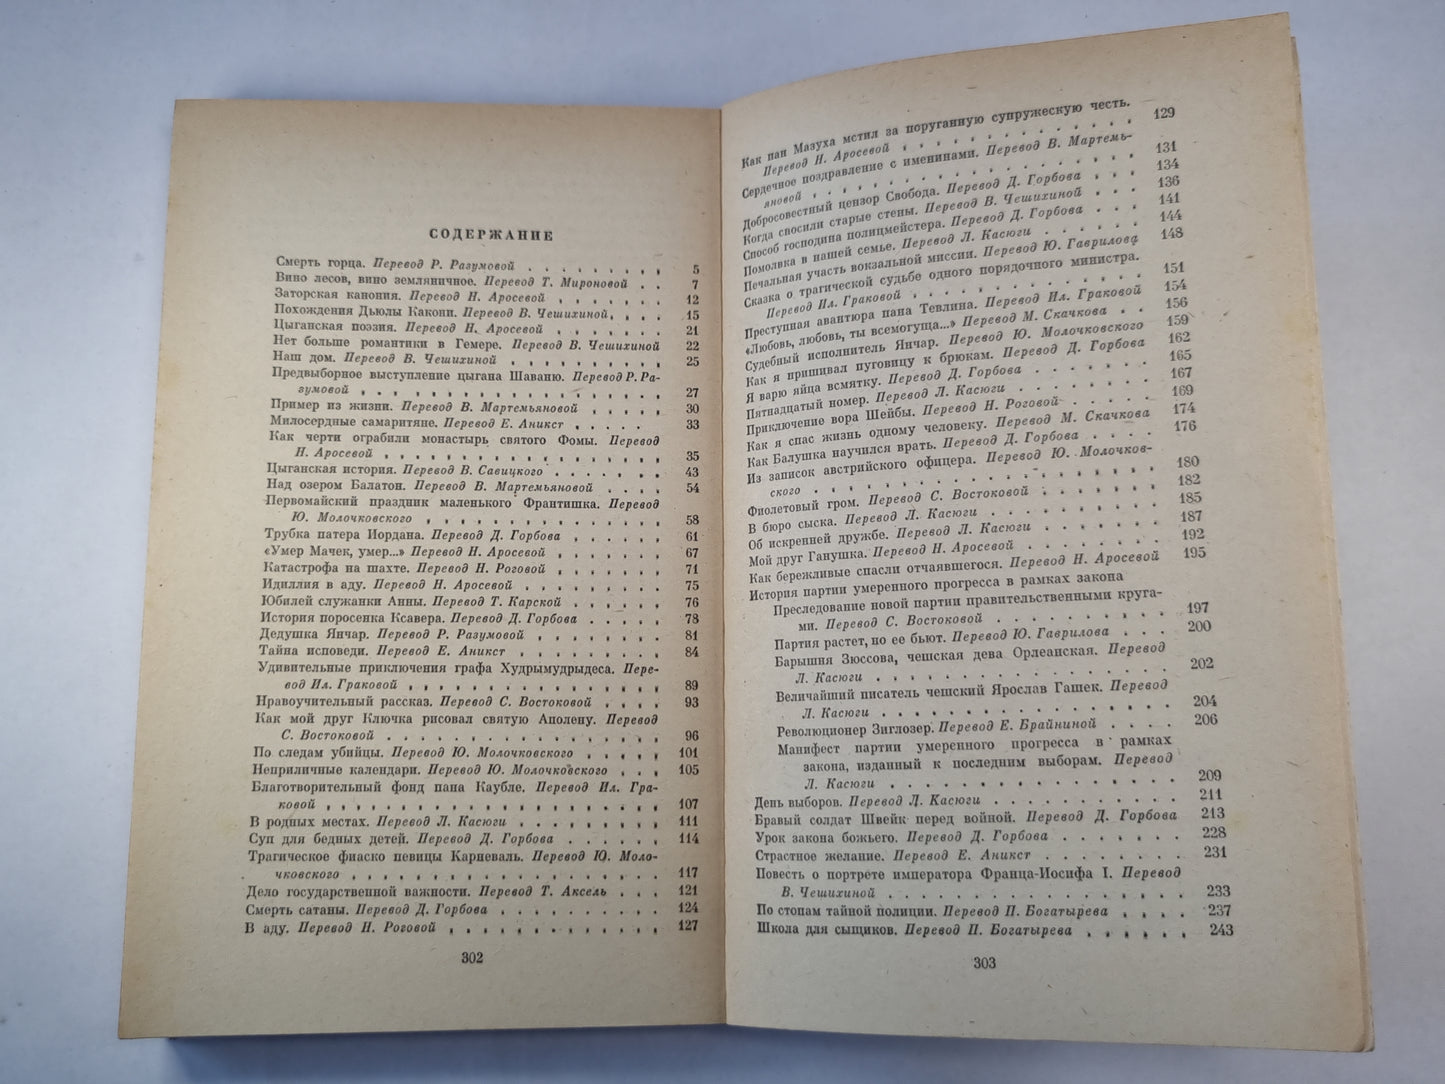 СОДЕРЖАНИЕ
Смерть горца. Перевод Р. Разумовой . . . . . . . . 5
Вино лесов, вино земляничное. Перевод Т. Мироновой . . 7
Заторская канония. Перевод Н. Аросевой . . . . . . . 12
Похождения Дьюлы Какони. Перевод В. Чешихиной. . . . 15
Цыганская поэзия. Перевод Н. Аросевой . . . . . . . 21
Нет больше романтики в Гемере. Перевод В. Чешихиной 22
Наш дом. Перевод В. Чешихиной . . . . . . . . . 25
Предвыборное выступление цыгана Шаваню. Перевод Р. Ра-
зумовой . . . . . . . . . . . . . . . . . 27
Пример из жизни. Перевод В. Мартемьяновой . . . . . 30
Милосердные самаритяне. Перевод Е. Аникст . . . . . 33
Как черти ограбили монастырь святого Фомы. Перевод
Н. Аросевой . . . . . . . . . . . . . . . . 35
Цыганская история. Перевод В. Савицкого . . . . . . . 43
Над озером Балатон. Перевод В. Мартемьяновой . . . . 54
Первомайский праздник маленького Франтишка. Перевод
Ю. Молочковского . . . . . . . . . . . . . . 58
Трубка патера Иордана. Перевод Д. Горбова . . . . . . 61
«Умер Мачек, умер...» Перевод Н. Аросевой . . . . . . . 67
Катастрофа на шахте. Перевод Н. Роговой . . . . . . . 71
Идиллия в аду. Перевод Н. Аросевой . . . . . . . . 75
Юбилей служанки Анны. Перевод Т. Карской . . . . . . 76
История поросенка Ксавера. Перевод Д. Горбова . . . . . 78
Дедушка Янчар. Перевод Р. Разумовой . . . . . . . . 81
Тайна исповеди. Перевод Е. Аникст . . . . . . . . . 84
Удивительные приключения графа Худрымудрыдеса. Пере-
вод Ил. Граковой . . . . . . . . . . . . . . . 89
Нравоучительный рассказ. Перевод С. Востоковой . . . . 93
Как мой друг Ключка рисовал святую Аполену. Перевод
С. Востоковой . . . . . . . . . . . . . . . . 96
По следам убийцы. Перевод Ю. Молочковского . . . . . 101
Неприличные календари. Перевод Ю. Молочковского . . . 105
Благотворительный фонд пана Каубле. Перевод Ил. Гра-
ковой . . . . . . . . . . . . . . . . . . . 107
В родных местах. Перевод Л. Касюги . . . . . . . . . 111
Суп для бедных детей. Перевод Д. Горбова . . . . . . 114
Трагическое фиаско певицы Карневаль. Перевод Ю. Моло-
чковского . . . . . . . . . . . . . . . . . 117
Дело государственной важности. Перевод Т. Аксель . . . 121
Смерть сатаны. Перевод Д. Горбова . . . . . . . . . . 124
В аду. Перевод Н. Роговой . . . . . . . . . . . . 127
302
Как пан Мазуха мстил за поруганную супружескую честь.
Перевод Н. Аросевой . . . . . . . . . . . . . 129
Сердечное поздравление с именинами. Перевод В. Мартемь-
яновой . . . . . . . . . . . . . . . . . . 131
Добросовестный цензор Свобода. Перевод Д. Горбова . . . 134
Когда сносили старые стены. Перевод В. Чешихиной . . . 136
Способ господина полицмейстера. Перевод Д. Горбова . . . 141
Помолвка в нашей семье. Перевод Л. Касюги . . . . . . 144
Печальная участь вокзальной миссии. Перевод Ю. Гаврилова 148
Сказка о трагической судьбе одного порядочного министра.
Перевод Ил. Граковой . . . . . . . . . . . . . 151
Преступная авантюра пана Тевлина. Перевод Ил. Граковой 154
«Любовь, любовь, ты всемогуща...» Перевод М. Скачкова . . 156
Судебный исполнитель Янчар. Перевод Ю. Молочковского 159
Как я пришивал пуговицу к брюкам. Перевод Д. Горбова 162
Я варю яйца всмятку. Перевод Д. Горбова . . . . . . . 165
Пятнадцатый номер. Перевод Л. Касюги . . . . . . . . 167
Приключение вора Шейбы. Перевод Н. Роговой . . . . . 169
Как я спас жизнь одному человеку. Перевод М. Скачкова 174
Как Балушка научился врать. Перевод Д. Горбова . . . . 176
Из записок австрийского офицера. Перевод Ю. Молочков-
ского . . . . . . . . . . . . . . . . . . . 180
Фиолетовый гром. Перевод С. Востоковой . . . . . . . 182
В бюро сыска. Перевод Л. Касюги . . . . . . . . . . 185
Об искренней дружбе. Перевод Л. Касюги . . . . . . . 187
Мой друг Ганушка. Перевод Н. Аросевой . . . . . . . . 192
Как бережливые спасли отчаявшегося. Перевод Н. Аросевой 195
История партии умеренного прогресса в рамках закона
Преследование новой партии правительственными круга-
ми. Перевод С. Востоковой . . . . . . . . . . . 197
Партия растет, но ее бьют. Перевод Ю. Гаврилова . . . 200
Барышня Зюссова, чешская дева Орлеанская. Перевод
Л. Касюги . . . . . . . . . . . . . . . . 202
Величайший писатель чешский Ярослав Гашек. Перевод
Л. Касюги . . . . . . . . . . . . . . . . 204
Революционер Зиглозер. Перевод Е. Брайниной . . . . 206
Манифест партии умеренного прогресса в рамках
закона, изданный к последним выборам. Перевод
Л. Касюги . . . . . . . . . . . . . . . . 209
День выборов. Перевод Л. Касюги . . . . . . . . . . 211
Бравый солдат Швейк перед войной. Перевод Д. Горбова 213
Урок закона божьего. Перевод Д. Горбова . . . . . . . 228
Страстное желание. Перевод Е. Аникст . . . . . . . . 231
Повесть о портрете императора Франца-Иосифа I. Перевод
В. Чешихиной . . . . . . . . . . . . . . . . 233
По стопам тайной полиции. Перевод П. Богатырева . . . . 237
Школа для сыщиков. Перевод П. Богатырева . . . . . . 243
303